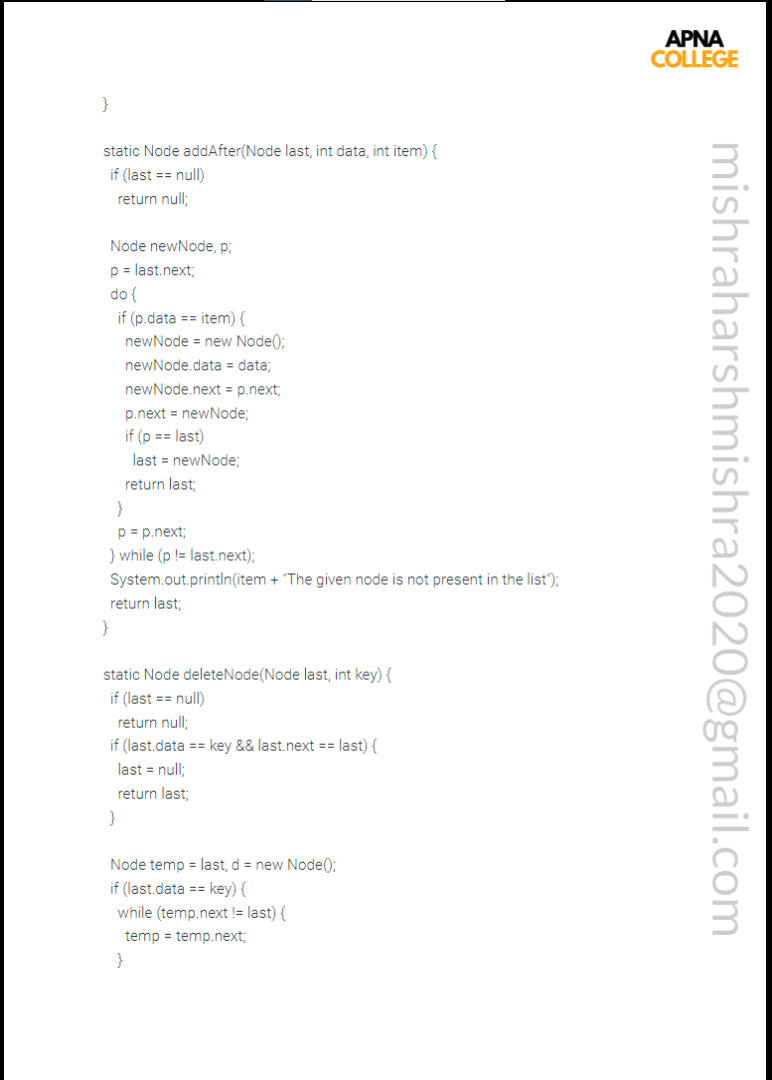 APNA
COLLEGE
}
static Node addAfter(Node last, int data, int item) {
if (last == null)
return null;
Node newNode, p;
p = last.next;
do {
if (p.data == item) {
newNode = new Node();
newNode.data = data;
newNode.next = p.next;
p.next = newNode;
if (p == last)
last = newNode;
return last;
}
p = p.next;
} while (p != last.next);
System.out.println(item + "The given node is not present in the list");
return last;
}
static Node deleteNode(Node last, int key) {
if (last == null)
return null;
if (last.data == key && last.next == last) {
last = null;
return last;
}
Node temp = last, d = new Node();
if (last.data == key) {
while (temp.next != last) {
temp = temp.next;
}
mishraharshmishra2020@gmail.com